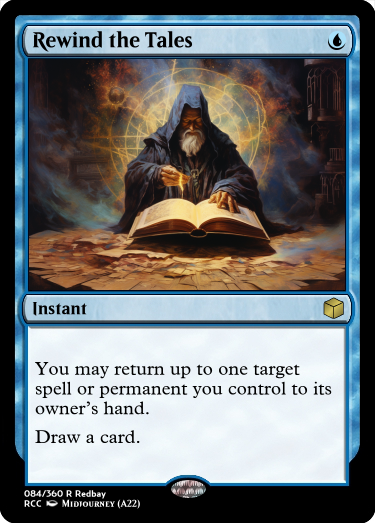 Rewind the Tales
Instant
You may return up to one target
spell or permanent you control to its
owner's hand.
Draw a card.
084/360 R Redbay
RCC Midjourney (A22)